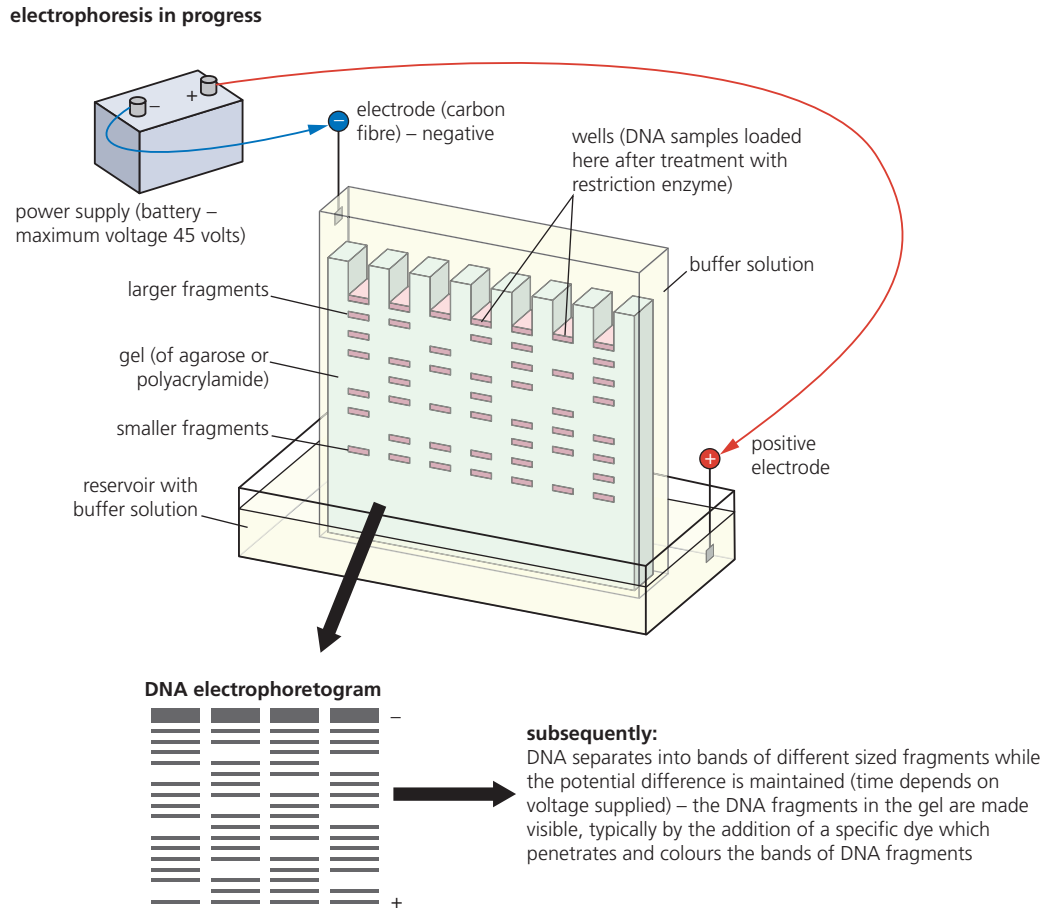 electrophoresis in progress
−
+
power supply (battery –
maximum voltage 45 volts)
−
electrode (carbon
fibre) – negative
wells (DNA samples loaded
here after treatment with
restriction enzyme)
buffer solution
larger fragments
gel (of agarose or
polyacrylamide)
smaller fragments
reservoir with
buffer solution
+
positive
electrode
DNA electrophoretogram
–
+
subsequently:
DNA separates into bands of different sized fragments while
the potential difference is maintained (time depends on
voltage supplied) – the DNA fragments in the gel are made
visible, typically by the addition of a specific dye which
penetrates and colours the bands of DNA fragments